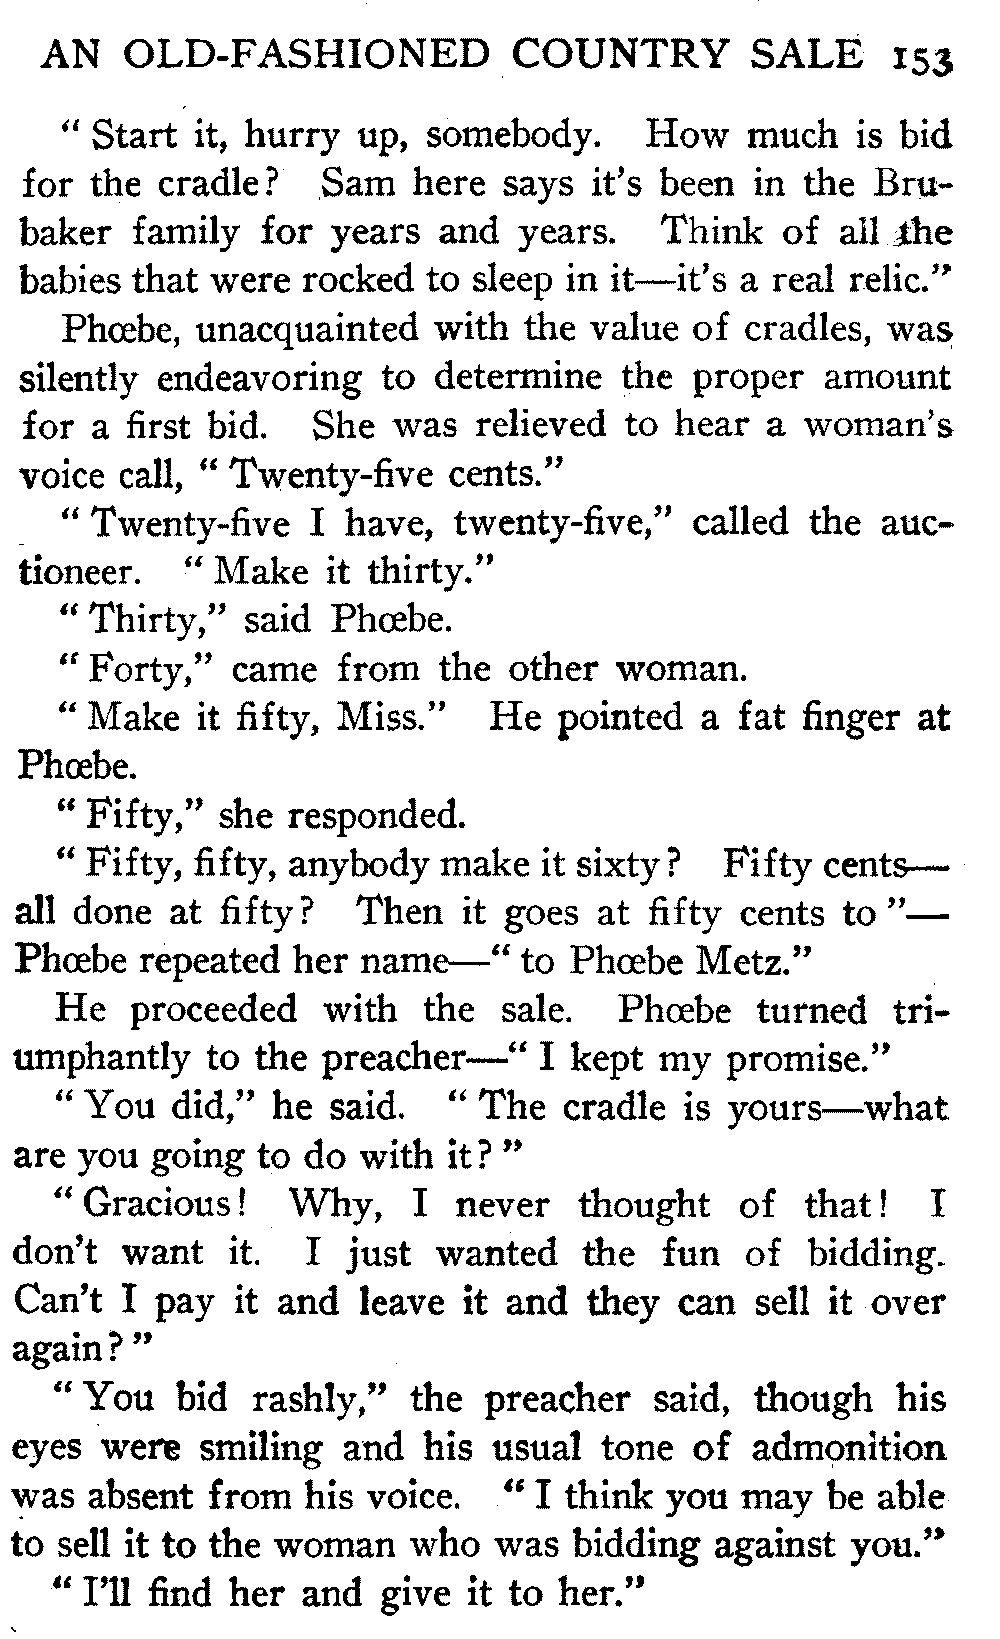 AN OLD-FASHIONED COUNTRY SALE 153
“ Start it, hurry up, somebody. How much is bid
for the cradle? Sam here says it's been in the Bru-
baker family for years and years. Think of all the
babies that were rocked to sleep in it—it's a real relic.”
Phœbe, unacquainted with the value of cradles, was
silently endeavoring to determine the proper amount
for a first bid. She was relieved to hear a woman's
voice call, “ Twenty-five cents.”
“ Twenty-five I have, twenty-five,” called the auc-
tioneer. “ Make it thirty.”
“ Thirty,” said Phœbe.
“ Forty,” came from the other woman.
“ Make it fifty, Miss.” He pointed a fat finger at
Phœbe.
“ Fifty,” she responded.
“ Fifty, fifty, anybody make it sixty? Fifty cents—
all done at fifty? Then it goes at fifty cents to ”—
Phœbe repeated her name—“ to Phœbe Metz.”
He proceeded with the sale. Phœbe turned tri-
umphantly to the preacher—“ I kept my promise.”
“ You did,” he said. “ The cradle is yours—what
are you going to do with it? ”
“ Gracious! Why, I never thought of that! I
don't want it. I just wanted the fun of bidding.
Can't I pay it and leave it and they can sell it over
again? ”
“ You bid rashly,” the preacher said, though his
eyes were smiling and his usual tone of admonition
was absent from his voice. “ I think you may be able
to sell it to the woman who was bidding against you.”
“ I'll find her and give it to her.”